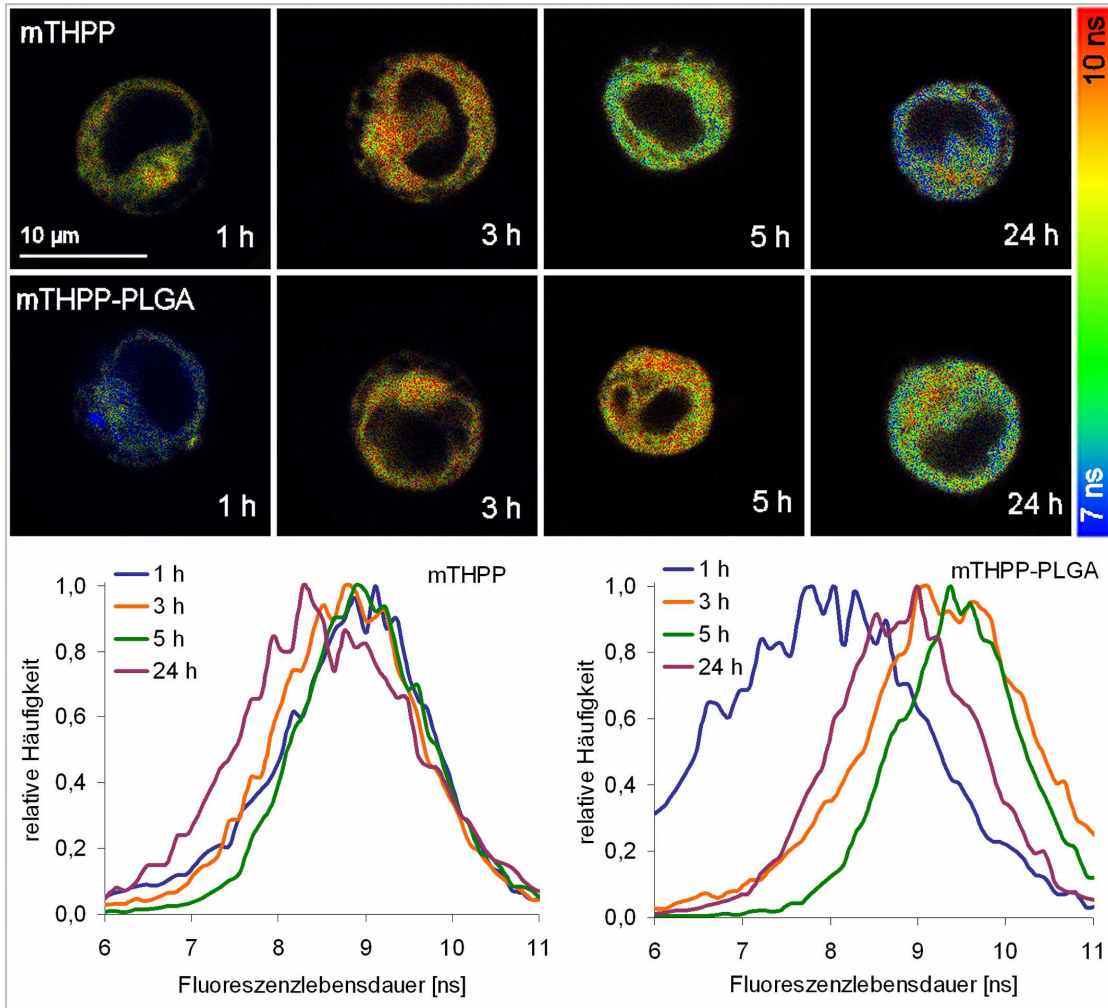 mTHPP
10 µm
1 h
3 h
5 h
24 h
10 ns
mTHPP-PLGA
1 h
3 h
5 h
24 h
7 ns
mTHPP
1 h
3 h
5 h
24 h
1,0
0,8
0,6
0,4
0,2
0,0
relative Häufigkeit
6 7 8 9 10 11
Fluoreszenzlebensdauer [ns]
mTHPP-PLGA
1 h
3 h
5 h
24 h
1,0
0,8
0,6
0,4
0,2
0,0
relative Häufigkeit
6 7 8 9 10 11
Fluoreszenzlebensdauer [ns]